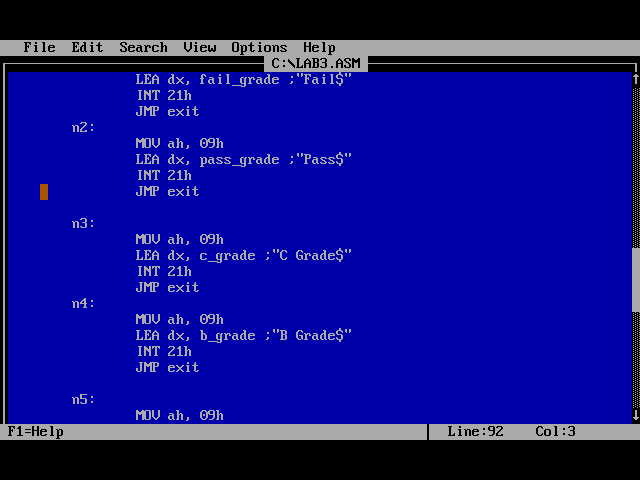 File Edit Search View Options Help
C:\LAB3.ASM
LEA dx, fail_grade ;"Fail$"
INT 21h
JMP exit
n2:
MOV ah, 09h
LEA dx, pass_grade ;"Pass$"
INT 21h
JMP exit
n3:
MOV ah, 09h
LEA dx, c_grade ;"C Grade$"
INT 21h
JMP exit
n4:
MOV ah, 09h
LEA dx, b_grade ;"B Grade$"
INT 21h
JMP exit
n5:
MOV ah, 09h
F1=Help Line:92 Col:3